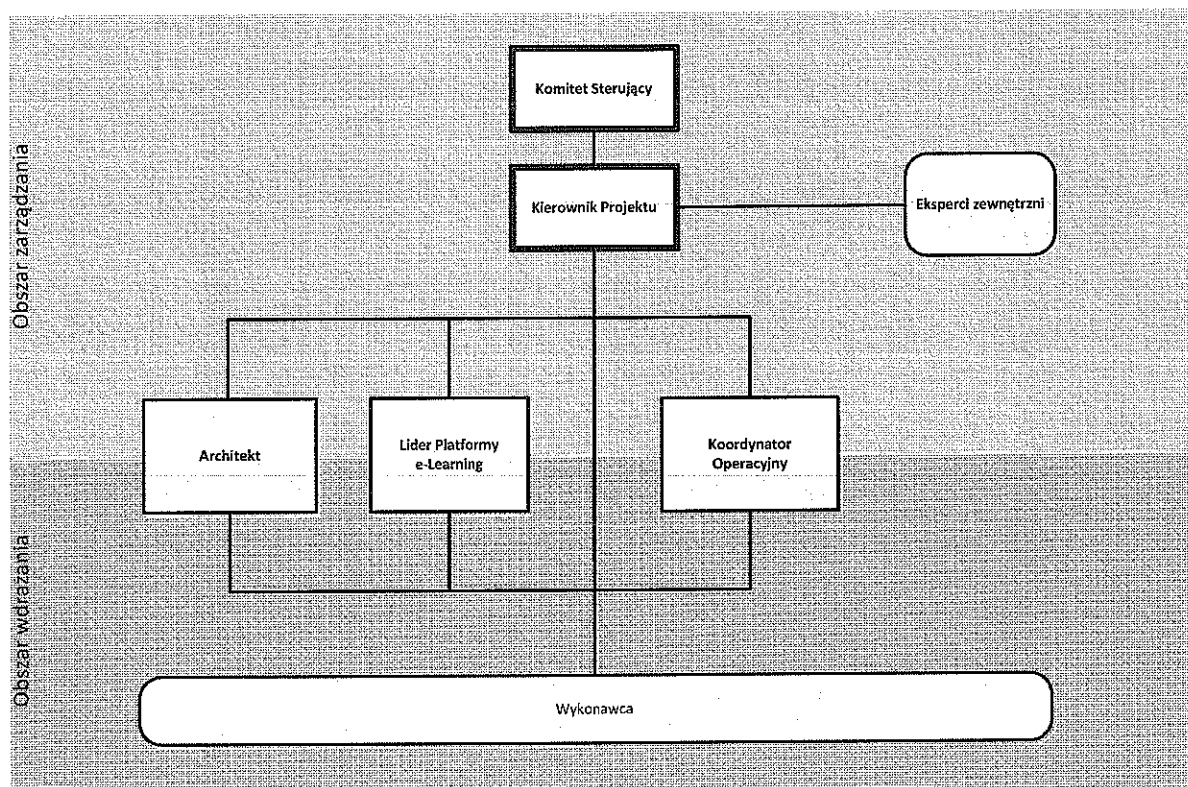 Komitet Sterujący
Obszar zarządzania
Kierownik Projektu
Eksperci zewnętrzni
Architekt
Lider Platformy
e-Learning
Koordynator
Operacyjny
Obszar wdrażania
Wykonawca